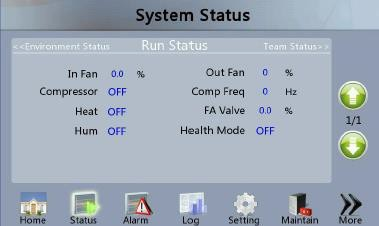 System Status
<<Environment Status Run Status Team Status>>
In Fan 0.0 % Out Fan 0 %
Compressor OFF Comp Freq 0 Hz
Heat OFF FA Valve 0.0 %
Hum OFF Health Mode OFF
1/1
Home Status Alarm Log Setting Maintain More